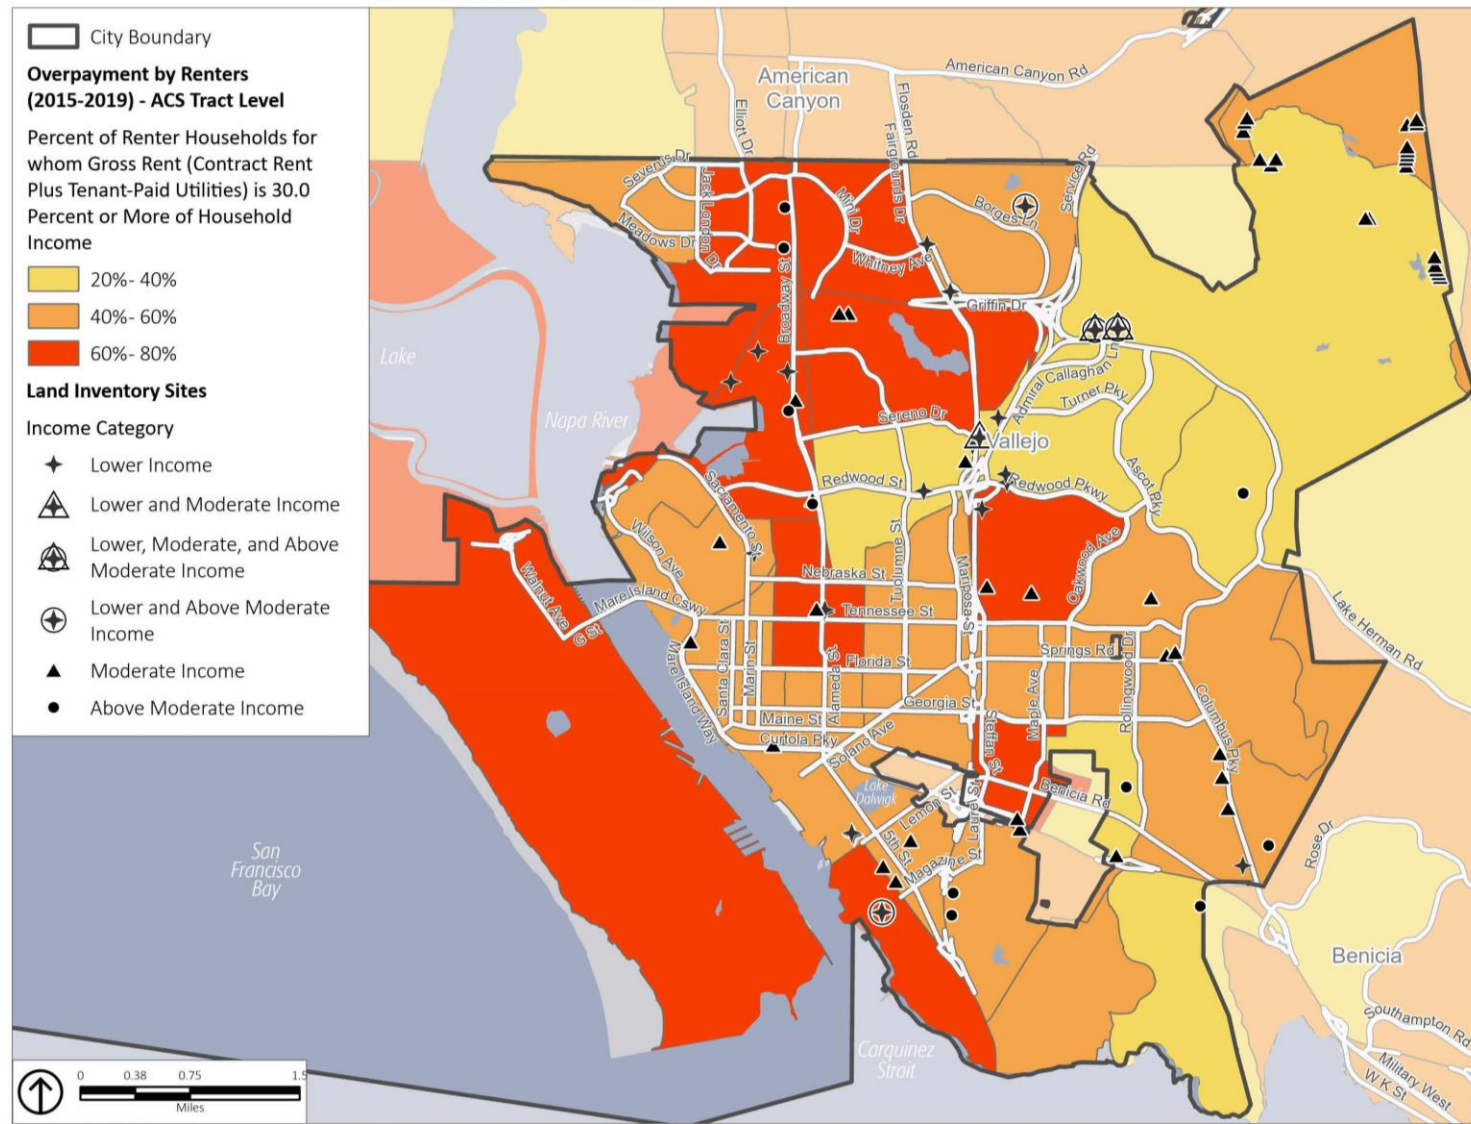 City Boundary
Overpayment by Renters
(2015-2019) - ACS Tract Level
Percent of Renter Households for
whom Gross Rent (Contract Rent
Plus Tenant-Paid Utilities) is 30.0
Percent or More of Household
Income
20%- 40%
40%- 60%
60%- 80%
Land Inventory Sites
Income Category
Lower Income
Lower and Moderate Income
Lower, Moderate, and Above
Moderate Income
Lower and Above Moderate
Income
Moderate Income
Above Moderate Income
American
Canyon
American Canyon Rd
Elliott Dr
Flosden Rd
Fairgrounds Dr
Service Rd
Severus Dr
Jack London Dr
Meadows Dr
Mini Dr
Borges Ln
Whitney Ave
Broadway St
Griffin Dr
Lake
Napa River
Admiral Callaghan Ln
Turner Pky
Sereno Dr
Vallejo
Ascot Pky
Redwood St
Redwood Pkwy
Sacramento St
Wilson Ave
Tuolumne St
Mariposa St
Oakwood Ave
Nebraska St
Walnut Ave
G St
Mare Island Cswy
Tennessee St
Lake Herman Rd
Mare Island Way
Santa Clara St
Marin St
Florida St
Springs Rd
Rollingwood Dr
Alameda St
Georgia St
Maple Ave
Columbus Pky
Maine St
Curtola Pky
Solano Ave
Steffan St
Benicia Rd
Lake
Dalwigk
Lemon St
Laurel St
5th St
Magazine St
Rose Dr
San
Francisco
Bay
Benicia
Southampton Rd
Carquinez
Strait
Military West
W K St
0 0.38 0.75 1.5
Miles